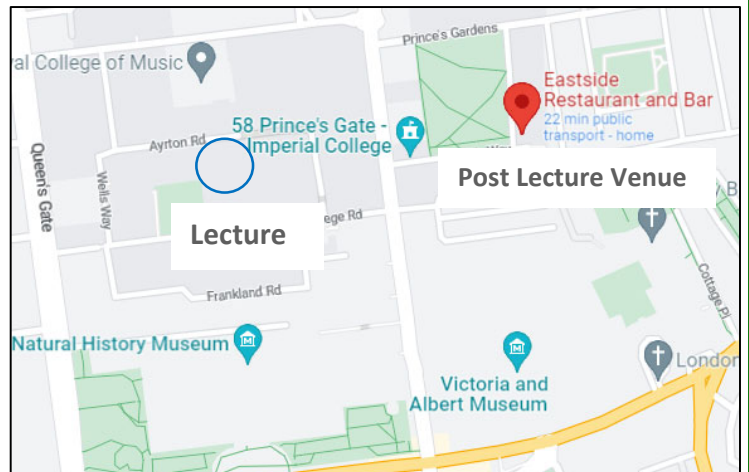 Prince's Gardens
al College of Music
Eastside
Restaurant and Bar
22 min public
transport - home
58 Prince's Gate -
Imperial College
Ayrton Rd
Queen's Gate
Wells Way
Post Lecture Venue
Lecture
ege Rd
Frankland Rd
Cottage Pl
Natural History Museum
Victoria and
Albert Museum
London